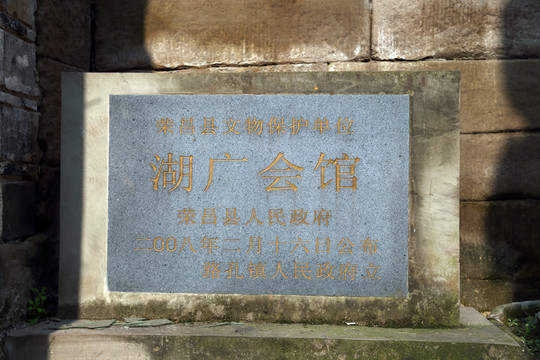 荣昌县文物保护单位
湖广会馆
荣昌县人民政府
二00八年二月十六日公布
路孔镇人民政府立